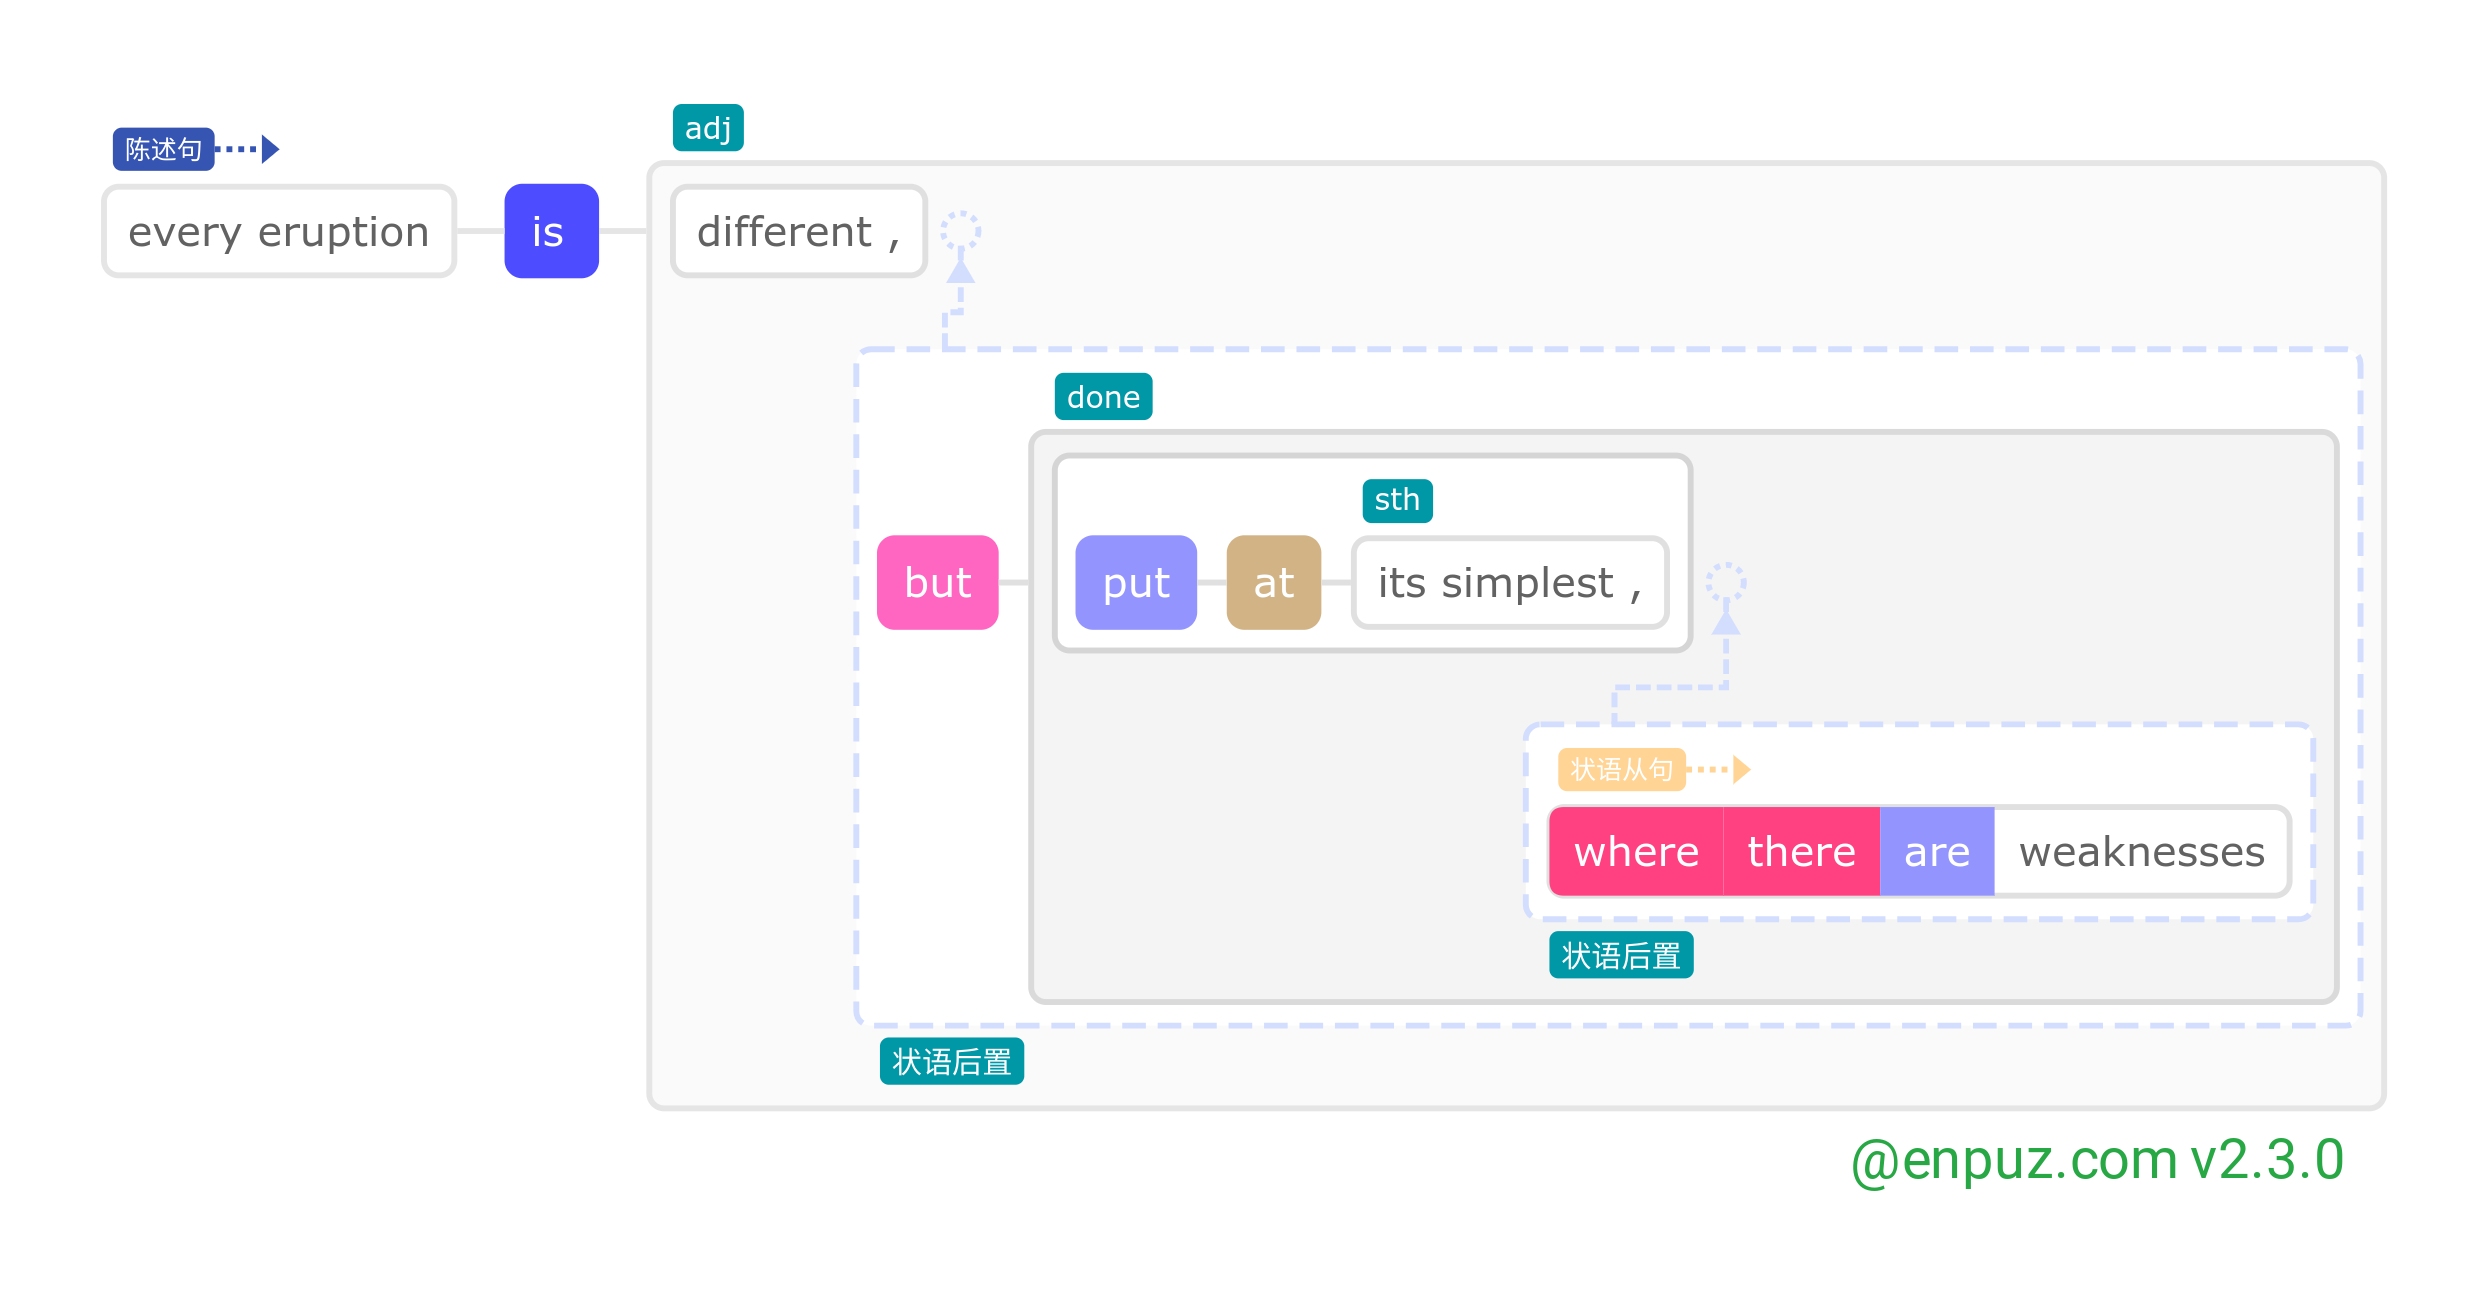 adj
陈述句
every eruption is different ,
done
sth
but put at its simplest ,
状语从句
where there are weaknesses
状语后置
状语后置
@enpuz.com v2.3.0